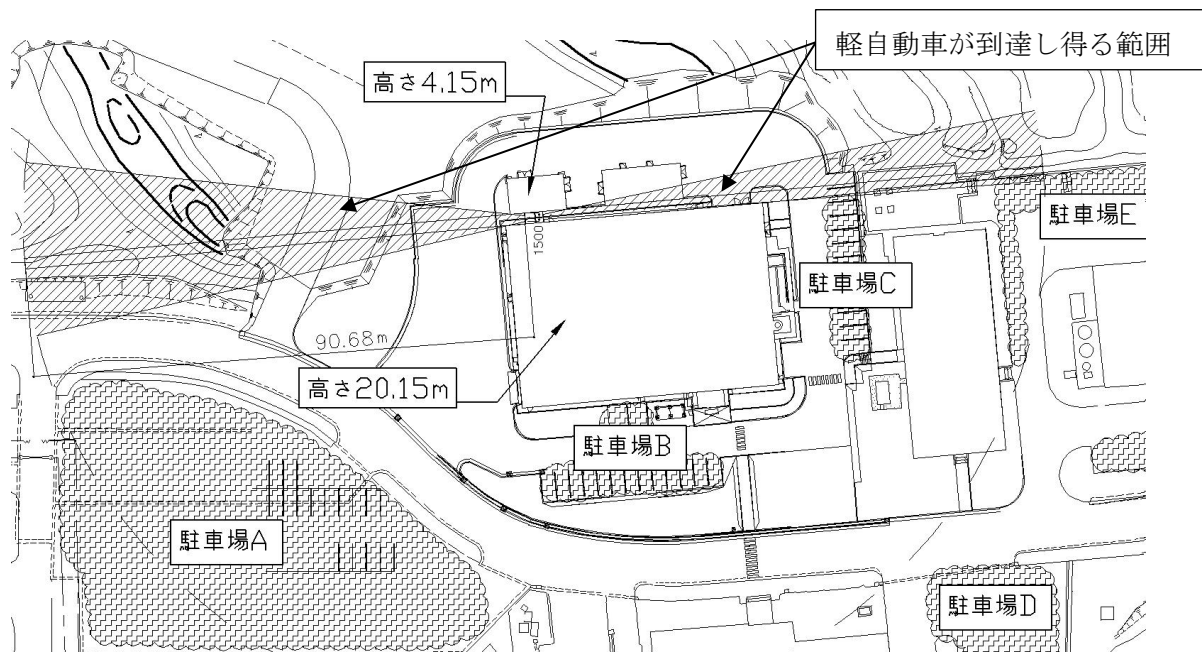 軽自動車が到達し得る範囲
高さ4.15m
駐車場E
1500
駐車場C
90.68m
高さ20.15m
駐車場B
駐車場A
駐車場D